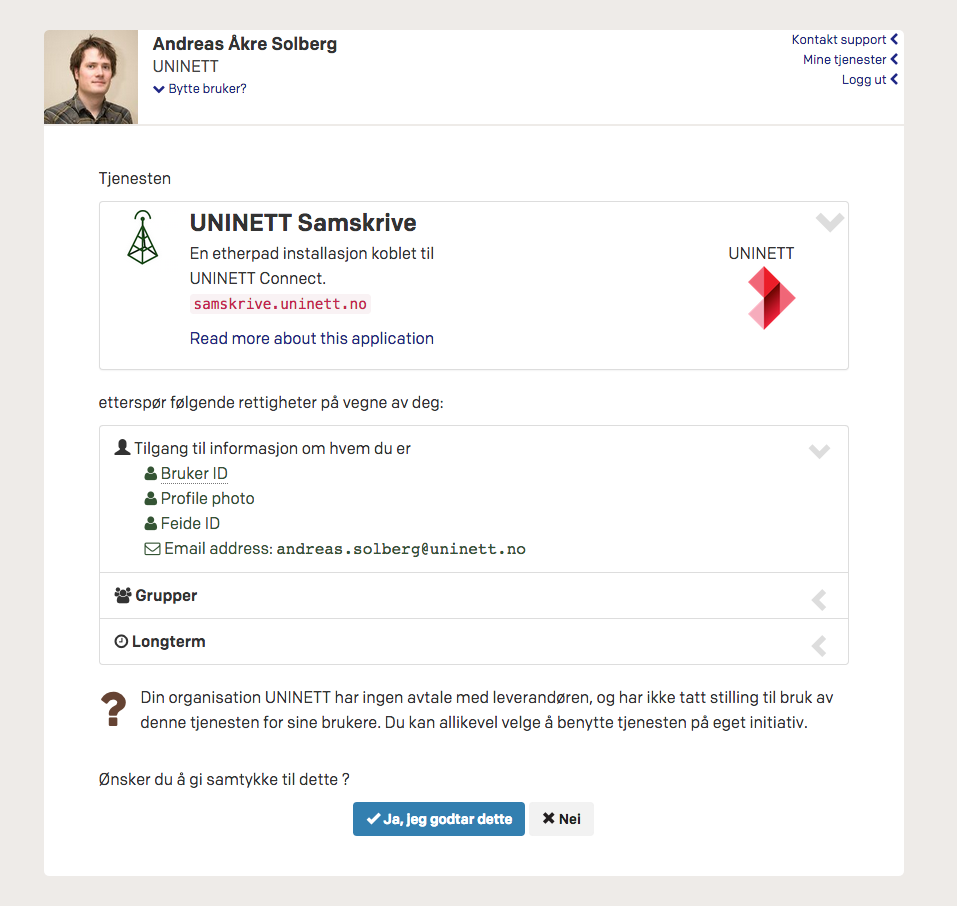 Andreas Åkre Solberg
UNINETT
Bytte bruker?
Kontakt support
Mine tjenester
Logg ut
Tjenesten
UNINETT Samskrive
En etherpad installasjon koblet til
UNINETT Connect.
samskrive.uninett.no
Read more about this application
UNINETT
etterspør følgende rettigheter på vegne av deg:
Tilgang til informasjon om hvem du er
Bruker ID
Profile photo
Feide ID
Email address: andreas.solberg@uninett.no
Grupper
Longterm
Din organisation UNINETT har ingen avtale med leverandøren, og har ikke tatt stilling til bruk av
denne tjenesten for sine brukere. Du kan allikevel velge å benytte tjenesten på eget initiativ.
Ønsker du å gi samtykke til dette ?
Ja, jeg godtar dette
Nei